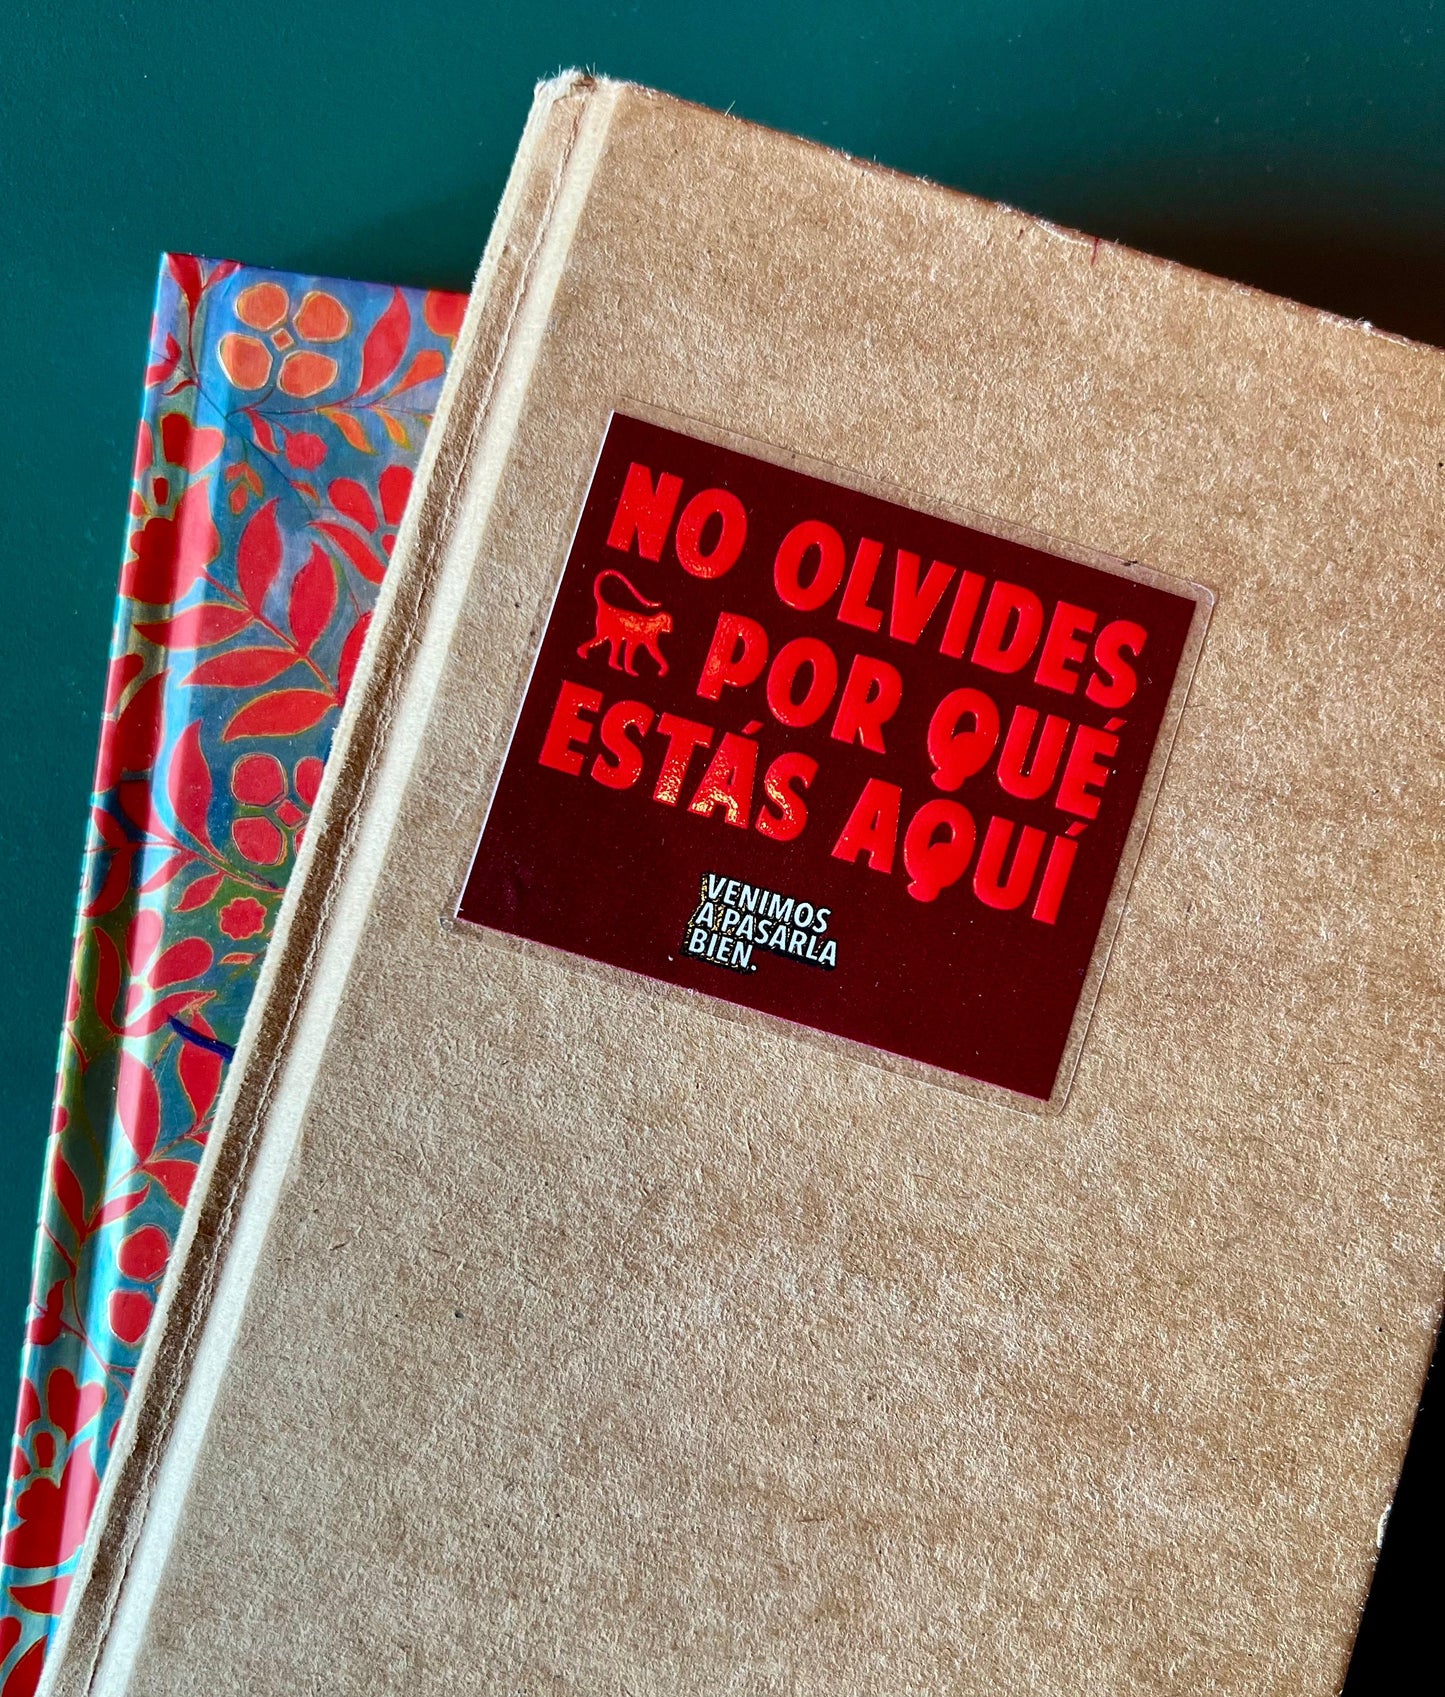 NO OLVIDES
POR QUÉ
ESTÁS AQUÍ
VENIMOS
A PASARLA
BIEN.